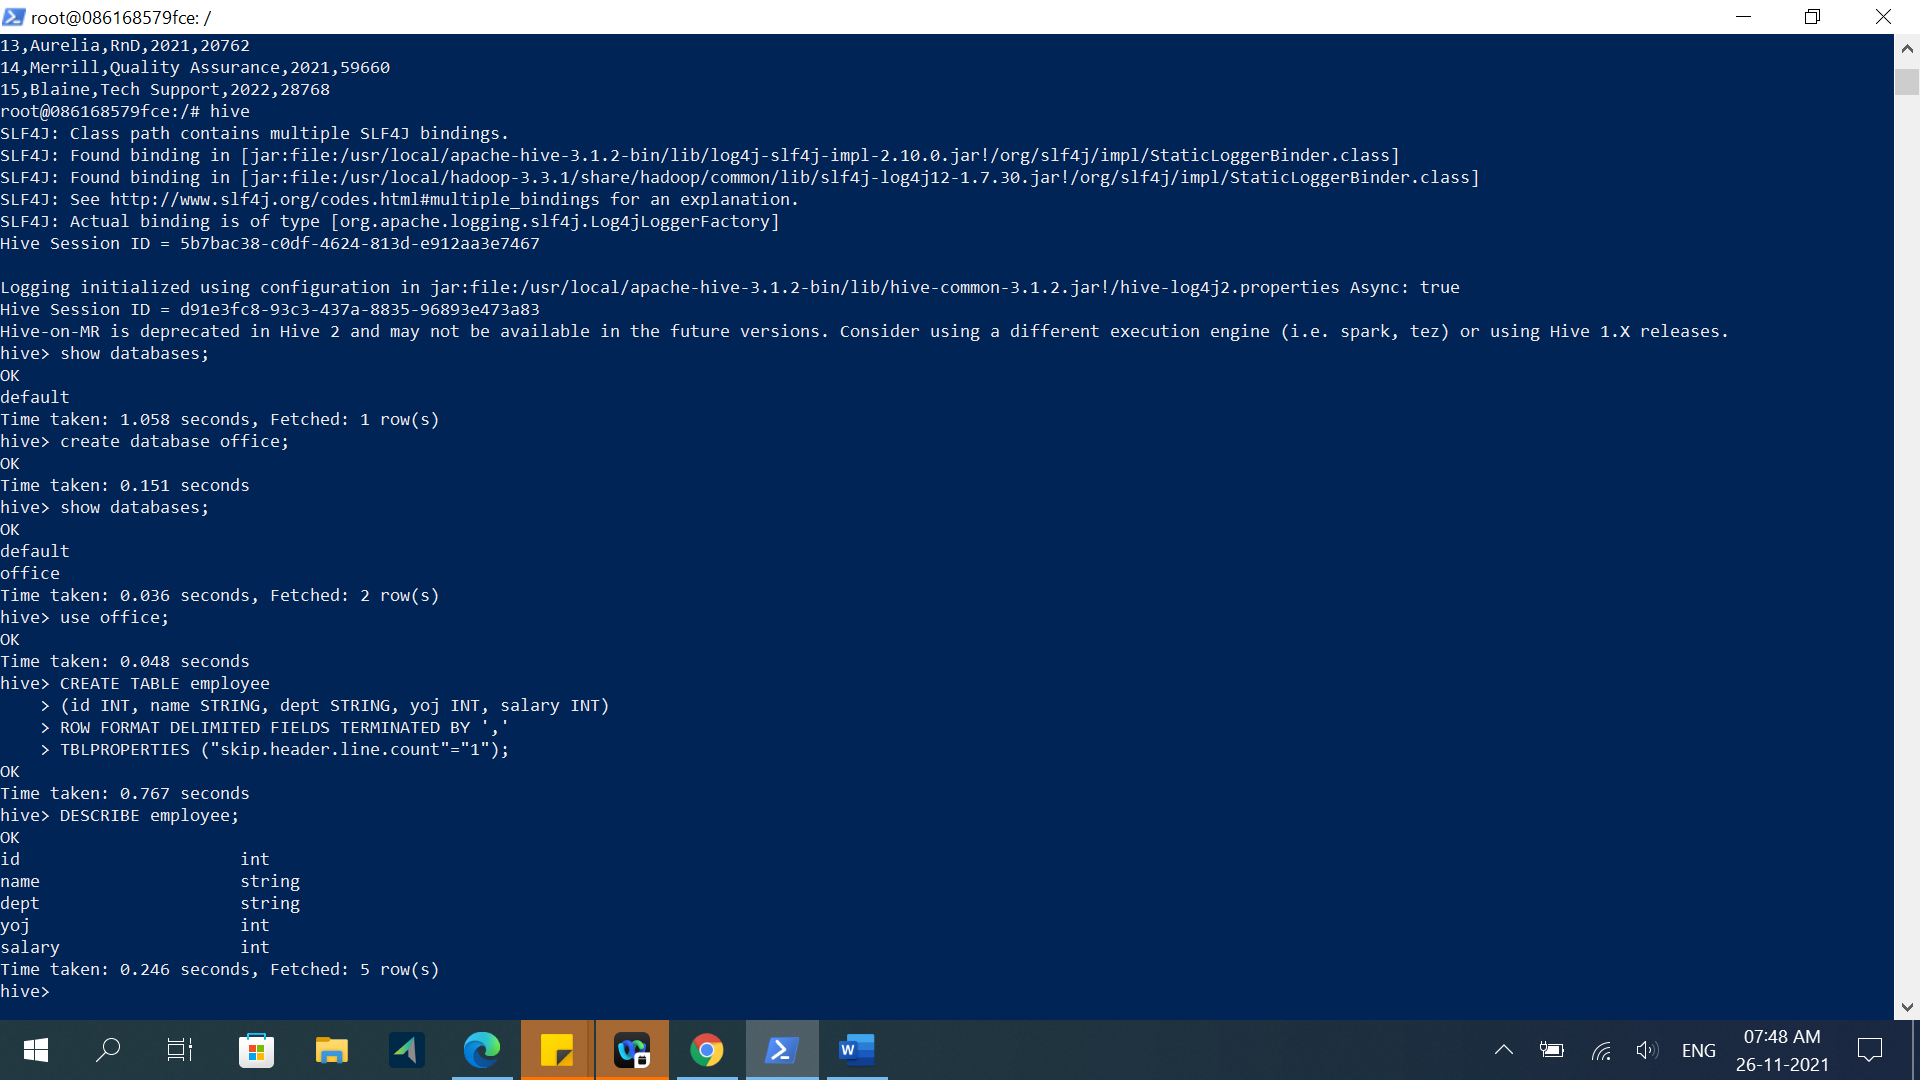 root@086168579fce: /
13,Aurelia,RnD,2021,20762
14,Merrill,Quality Assurance,2021,59660
15,Blaine,Tech Support,2022,28768
root@086168579fce:/# hive
SLF4J: Class path contains multiple SLF4J bindings.
SLF4J: Found binding in [jar:file:/usr/local/apache-hive-3.1.2-bin/lib/log4j-slf4j-impl-2.10.0.jar!/org/slf4j/impl/StaticLoggerBinder.class]
SLF4J: Found binding in [jar:file:/usr/local/hadoop-3.3.1/share/hadoop/common/lib/slf4j-log4j12-1.7.30.jar!/org/slf4j/impl/StaticLoggerBinder.class]
SLF4J: See http://www.slf4j.org/codes.html#multiple_bindings for an explanation.
SLF4J: Actual binding is of type [org.apache.logging.slf4j.Log4jLoggerFactory]
Hive Session ID = 5b7bac38-c0df-4624-813d-e912aa3e7467
Logging initialized using configuration in jar:file:/usr/local/apache-hive-3.1.2-bin/lib/hive-common-3.1.2.jar!/hive-log4j2.properties Async: true
Hive Session ID = d91e3fc8-93c3-437a-8835-96893e473a83
Hive-on-MR is deprecated in Hive 2 and may not be available in the future versions. Consider using a different execution engine (i.e. spark, tez) or using Hive 1.X releases.
hive> show databases;
OK
default
Time taken: 1.058 seconds, Fetched: 1 row(s)
hive> create database office;
OK
Time taken: 0.151 seconds
hive> show databases;
OK
default
office
Time taken: 0.036 seconds, Fetched: 2 row(s)
hive> use office;
OK
Time taken: 0.048 seconds
hive> CREATE TABLE employee
    > (id INT, name STRING, dept STRING, yoj INT, salary INT)
    > ROW FORMAT DELIMITED FIELDS TERMINATED BY ','
    > TBLPROPERTIES ("skip.header.line.count"="1");
OK
Time taken: 0.767 seconds
hive> DESCRIBE employee;
OK
id                      int
name                    string
dept                    string
yoj                     int
salary                  int
Time taken: 0.246 seconds, Fetched: 5 row(s)
hive>
W
ENG
07:48 AM
26-11-2021